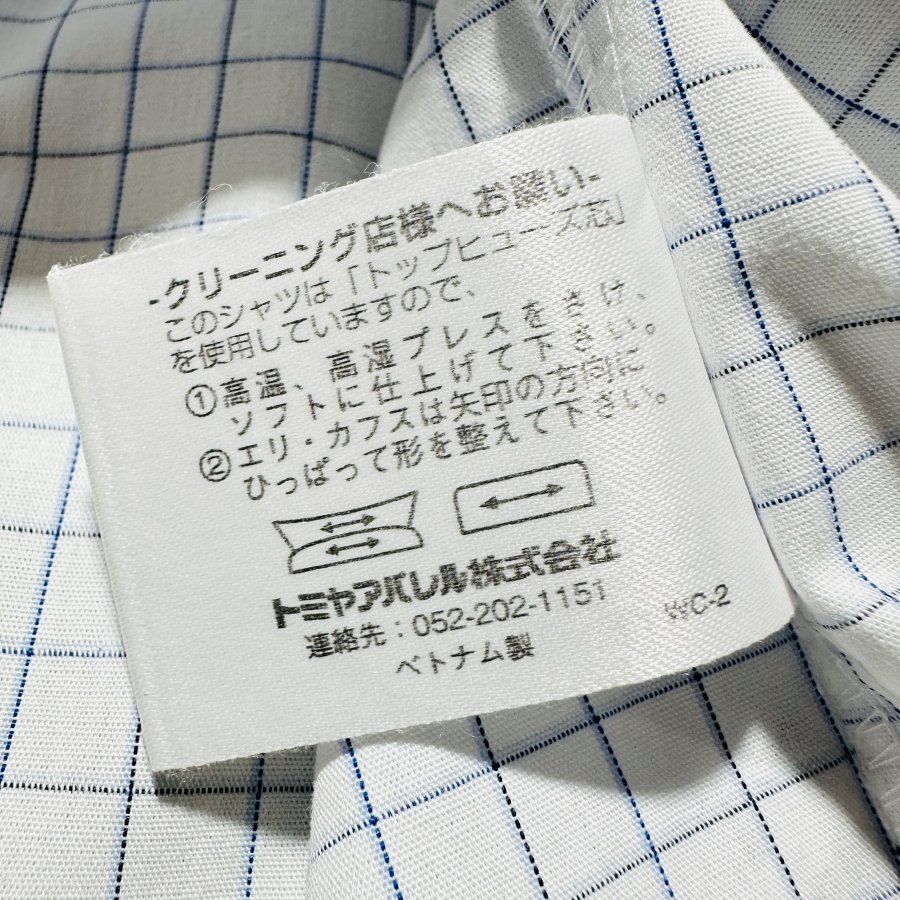 -クリーニング店様へお願い-
このシャツは「トップヒューズ芯」
を使用していますので、
①高温、高湿プレスをさけ、
ソフトに仕上げて下さい。
②エリ・カフスは矢印の方向に
ひっぱって形を整えて下さい。
トミヤアパレル株式会社
連絡先：052-202-1151
ベトナム製
WC-2